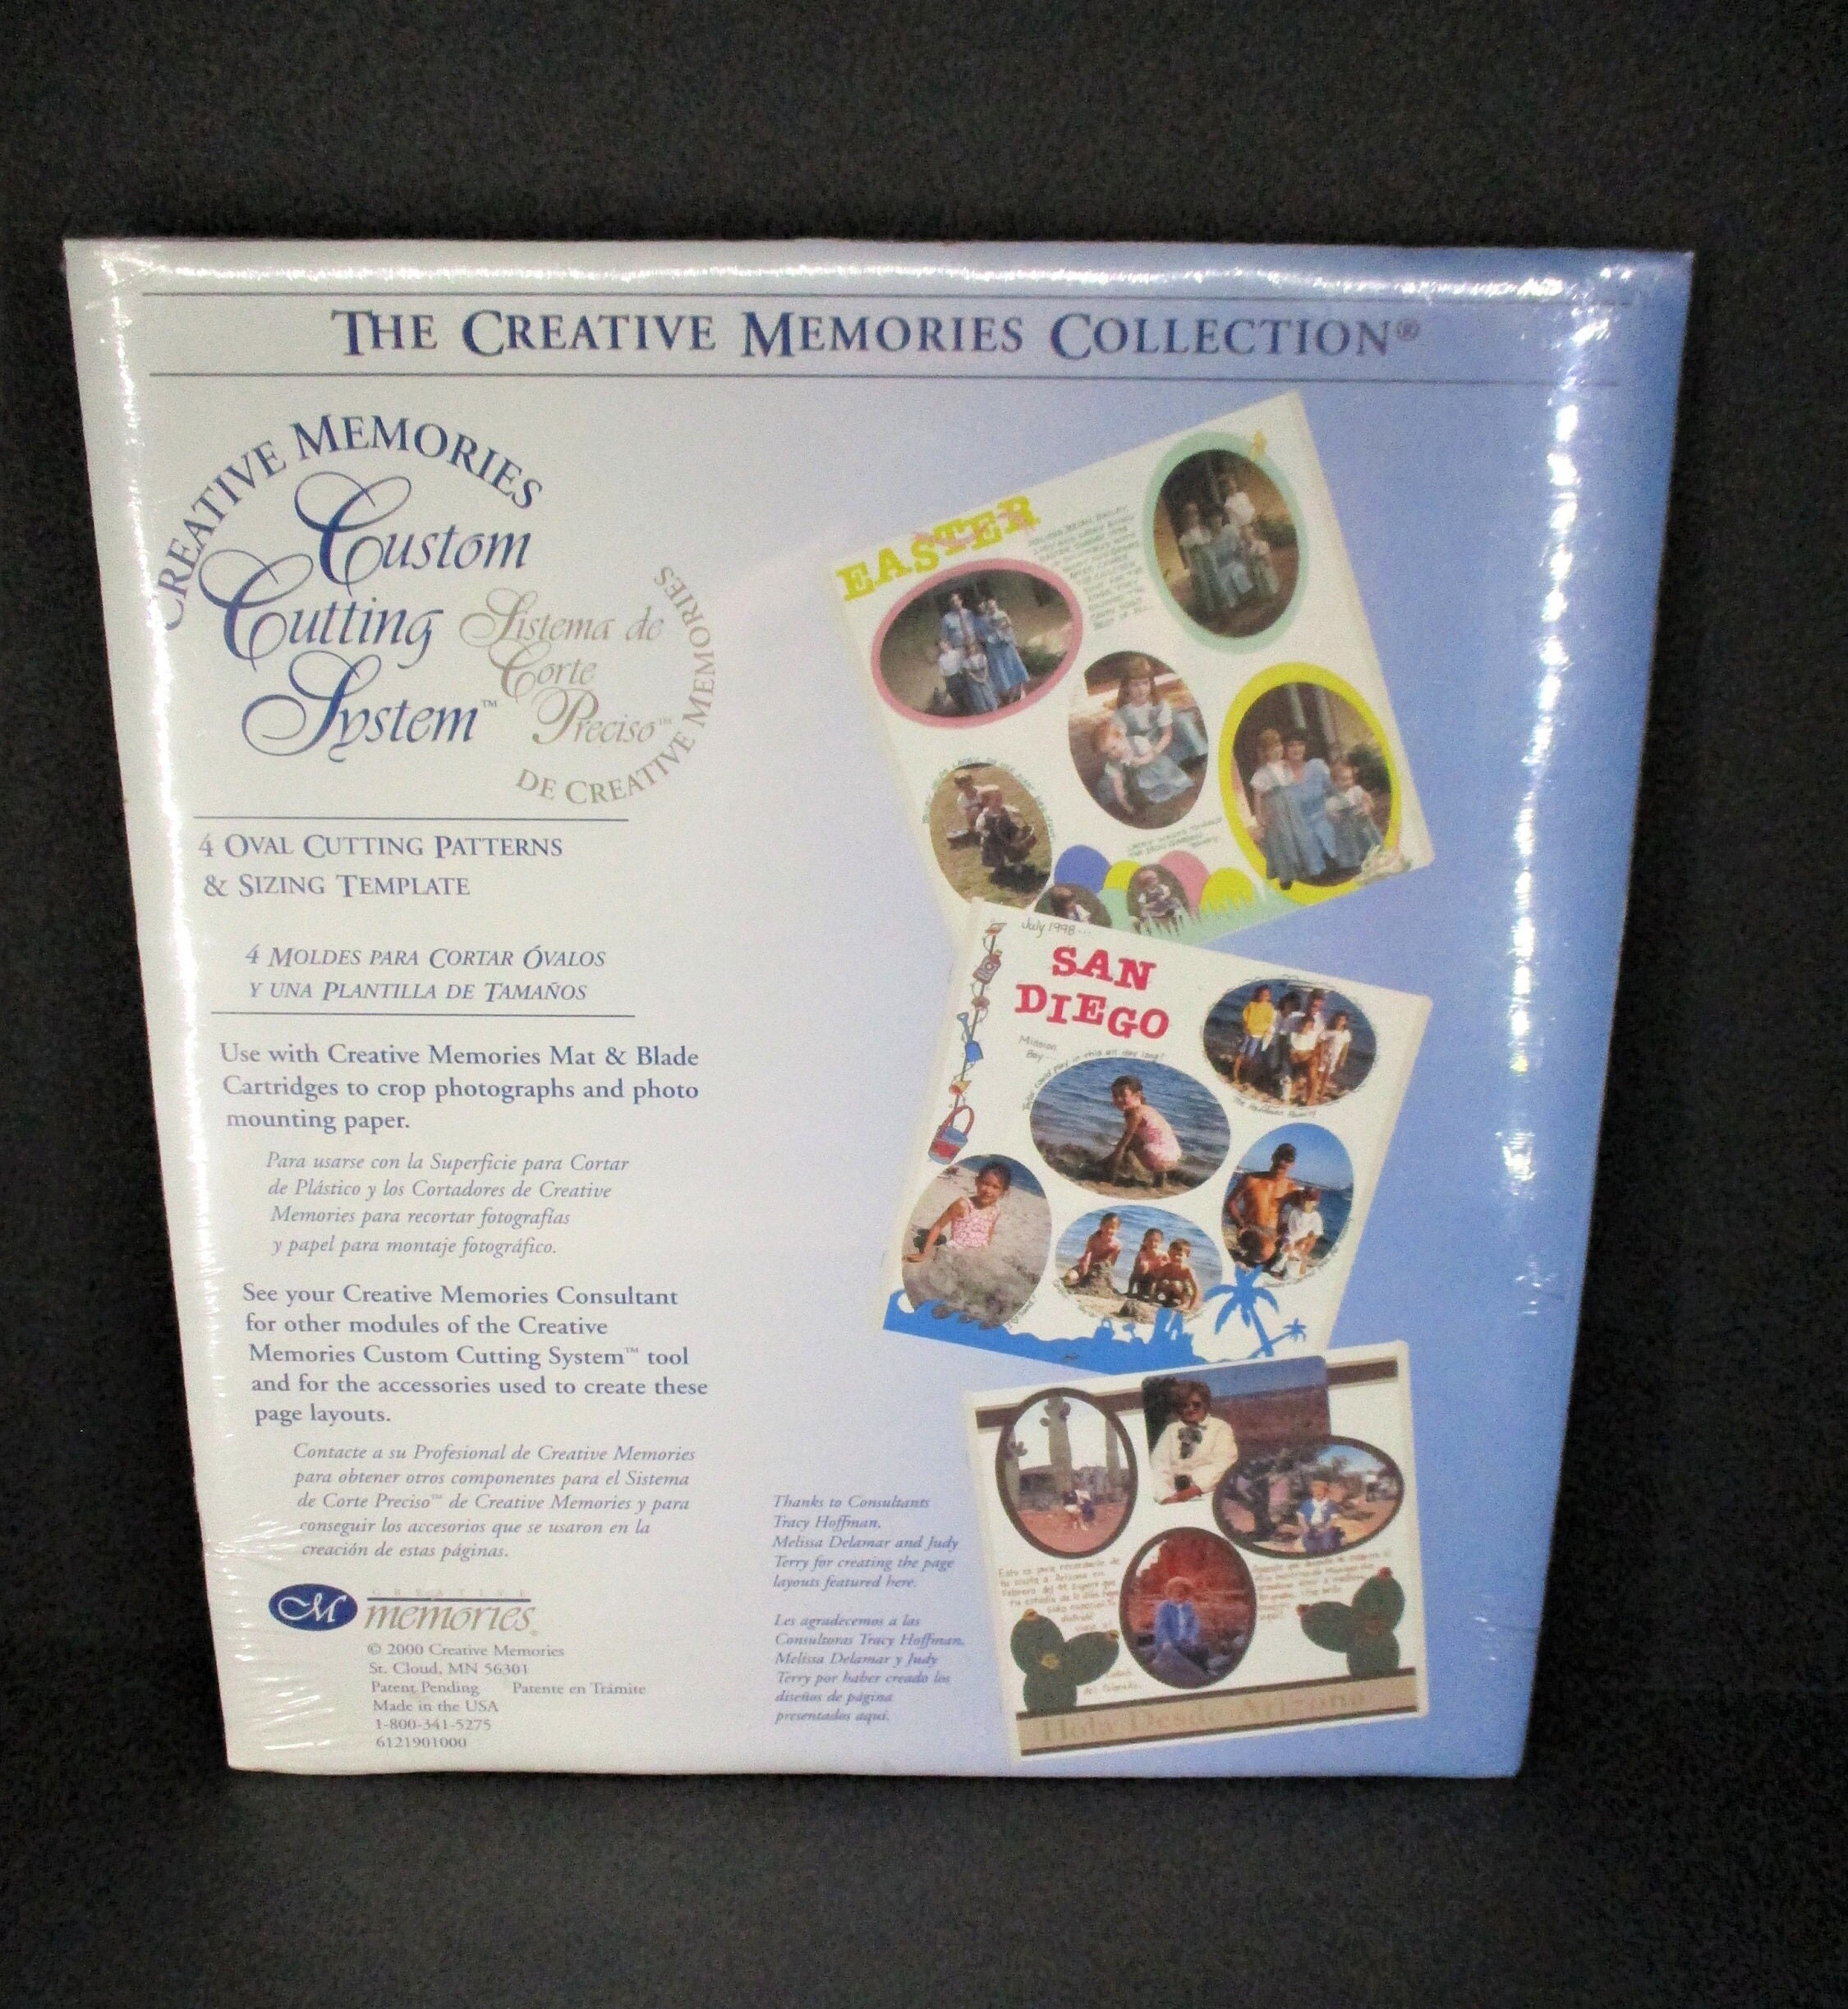 THE CREATIVE MEMORIES COLLECTION®
CREATIVE MEMORIES
Custom
Cutting
System™
Sistema de
Corte
Preciso™
DE CREATIVE MEMORIES
4 OVAL CUTTING PATTERNS
& SIZING TEMPLATE
4 MOLDES PARA CORTAR ÓVALOS
Y UNA PLANTILLA DE TAMAÑOS
Use with Creative Memories Mat & Blade
Cartridges to crop photographs and photo
mounting paper.
Para usarse con la Superficie para Cortar
de Plástico y los Cortadores de Creative
Memories para recortar fotografías
y papel para montaje fotográfico.
See your Creative Memories Consultant
for other modules of the Creative
Memories Custom Cutting System™ tool
and for the accessories used to create these
page layouts.
Contacte a su Profesional de Creative Memories
para obtener otros componentes para el Sistema
de Corte Preciso™ de Creative Memories y para
conseguir los accesorios que se usaron en la
creación de estas páginas.
CM
CREATIVE
memories®
© 2000 Creative Memories
St. Cloud, MN 56301
Patent Pending Patente en Trámite
Made in the USA
1-800-341-5275
6121901000
Thanks to Consultants
Tracy Hoffman,
Melissa Delamar and Judy
Terry for creating the page
layouts featured here.
Les agradecemos a las
Consultoras Tracy Hoffman,
Melissa Delamar y Judy
Terry por haber creado los
diseños de página
presentados aquí.
EASTER
July 1998...
SAN
DIEGO
Mission
Bay...
The Hoffman Family
Hola Desde Arizona